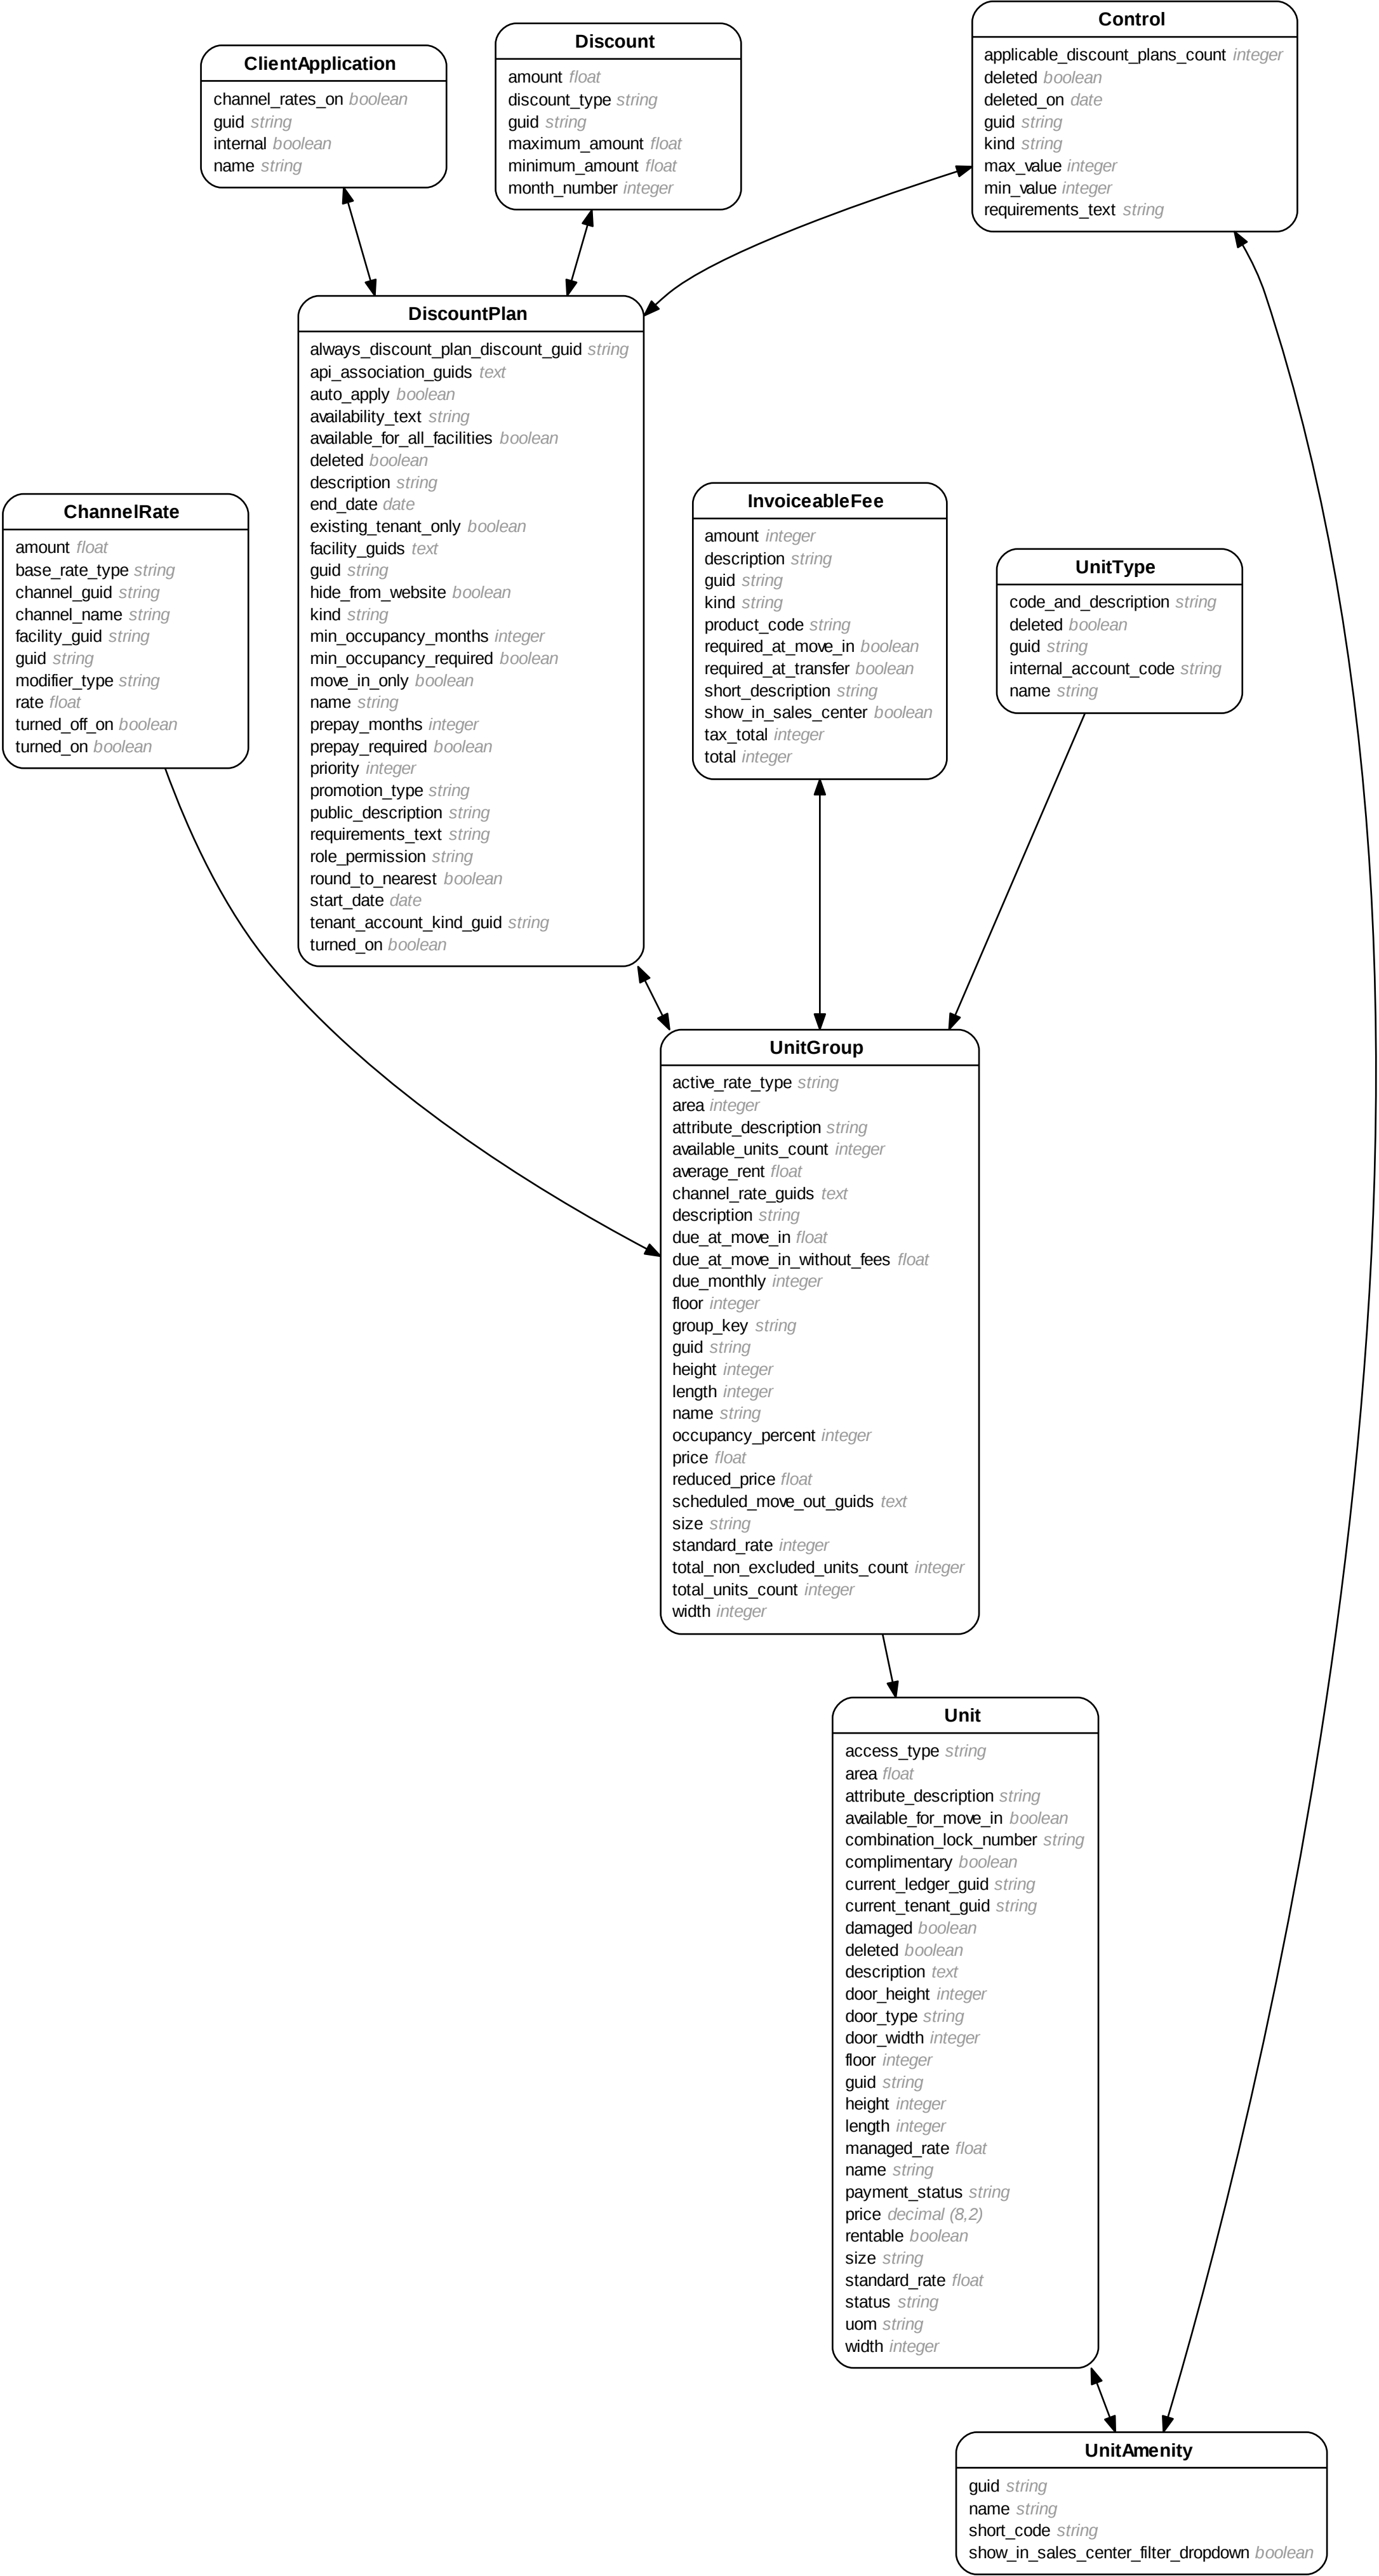 ClientApplication
channel_rates_on boolean
guid string
internal boolean
name string
Discount
amount float
discount_type string
guid string
maximum_amount float
minimum_amount float
month_number integer
Control
applicable_discount_plans_count integer
deleted boolean
deleted_on date
guid string
kind string
max_value integer
min_value integer
requirements_text string
DiscountPlan
always_discount_plan_discount_guid string
api_association_guids text
auto_apply boolean
availability_text string
available_for_all_facilities boolean
deleted boolean
description string
end_date date
existing_tenant_only boolean
facility_guids text
guid string
hide_from_website boolean
kind string
min_occupancy_months integer
min_occupancy_required boolean
move_in_only boolean
name string
prepay_months integer
prepay_required boolean
priority integer
promotion_type string
public_description string
requirements_text string
role_permission string
round_to_nearest boolean
start_date date
tenant_account_kind_guid string
turned_on boolean
ChannelRate
amount float
base_rate_type string
channel_guid string
channel_name string
facility_guid string
guid string
modifier_type string
rate float
turned_off_on boolean
turned_on boolean
InvoiceableFee
amount integer
description string
guid string
kind string
product_code string
required_at_move_in boolean
required_at_transfer boolean
short_description string
show_in_sales_center boolean
tax_total integer
total integer
UnitType
code_and_description string
deleted boolean
guid string
internal_account_code string
name string
UnitGroup
active_rate_type string
area integer
attribute_description string
available_units_count integer
average_rent float
channel_rate_guids text
description string
due_at_move_in float
due_at_move_in_without_fees float
due_monthly integer
floor integer
group_key string
guid string
height integer
length integer
name string
occupancy_percent integer
price float
reduced_price float
scheduled_move_out_guids text
size string
standard_rate integer
total_non_excluded_units_count integer
total_units_count integer
width integer
Unit
access_type string
area float
attribute_description string
available_for_move_in boolean
combination_lock_number string
complimentary boolean
current_ledger_guid string
current_tenant_guid string
damaged boolean
deleted boolean
description text
door_height integer
door_type string
door_width integer
floor integer
guid string
height integer
length integer
managed_rate float
name string
payment_status string
price decimal (8,2)
rentable boolean
size string
standard_rate float
status string
uom string
width integer
UnitAmenity
guid string
name string
short_code string
show_in_sales_center_filter_dropdown boolean